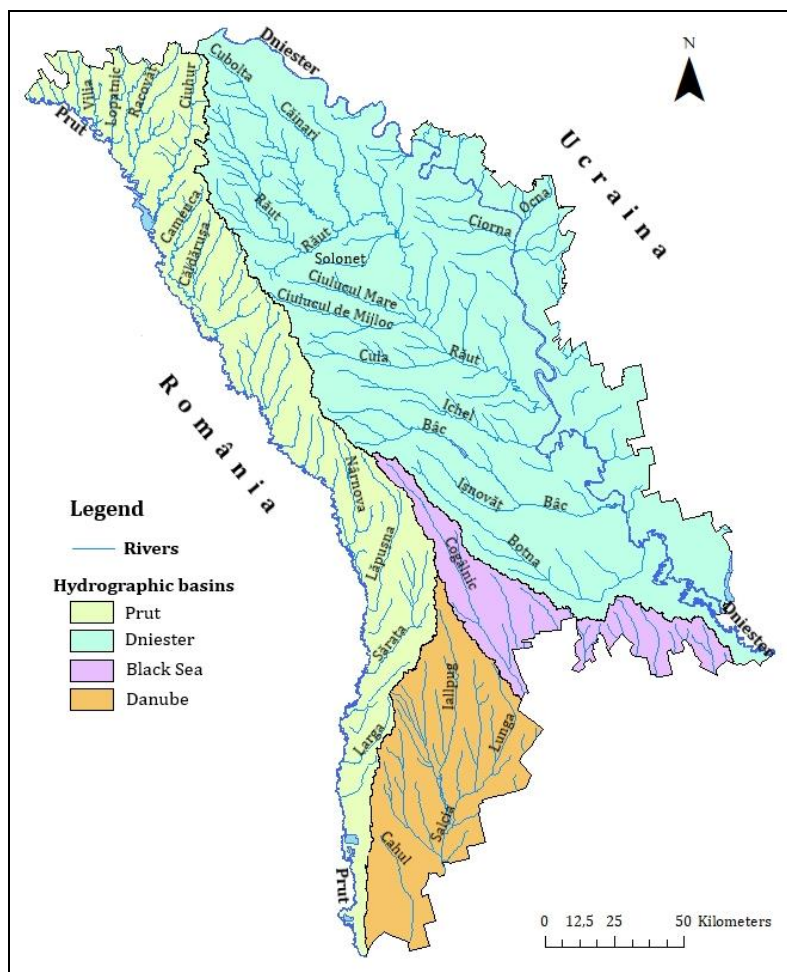 Dniester
N
Cubolta
Vilia
Lopatnic
Racovăț
Ciuhur
Căinari
Prut
Ucraina
Ocna
Ciorna
Camenca
Căldărușa
Răut
Răut
Solonet
Ciulucul Mare
Ciulucul de Mijloc
Răut
Cula
Ichel
România
Bâc
Nârnova
Ișnovăț
Bâc
Legend
Rivers
Lăpușna
Cogâlnic
Botna
Hydrographic basins
Prut
Dniester
Black Sea
Danube
Dniester
Sărata
Ialpug
Lunga
Larga
Salcia
Cahul
Prut
0 12,5 25 50 Kilometers